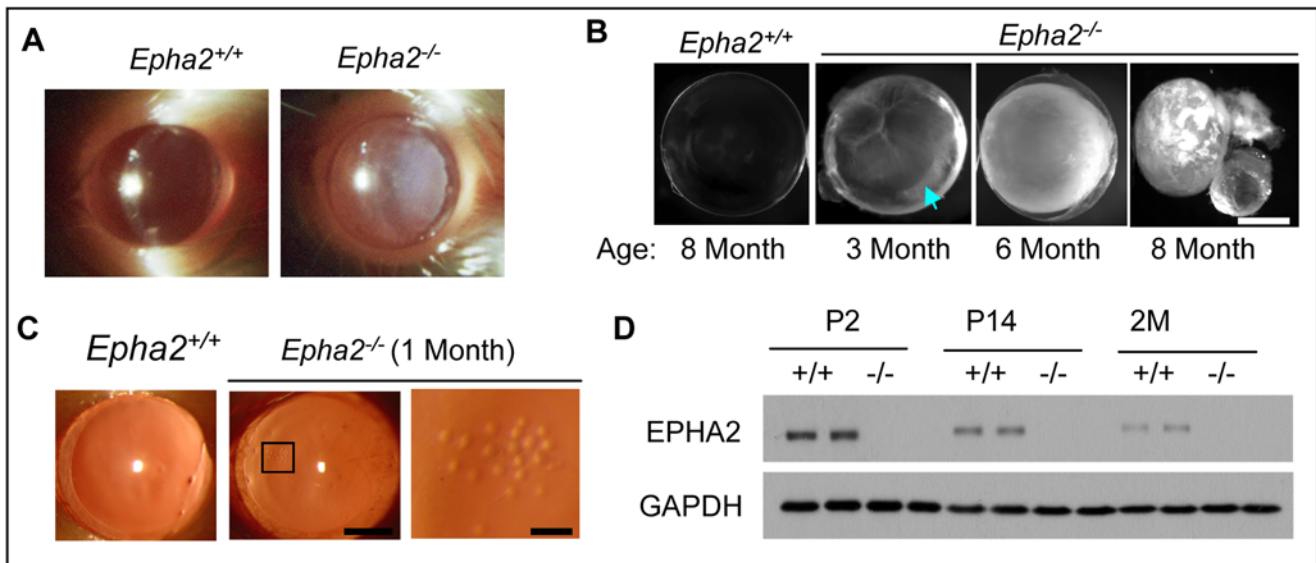 A
Epha2+/+ Epha2-/-
B
Epha2+/+ Epha2-/-
Age: 8 Month 3 Month 6 Month 8 Month
C
Epha2+/+ Epha2-/- (1 Month)
D
P2 P14 2M
+/+ -/- +/+ -/- +/+ -/-
EPHA2
GAPDH